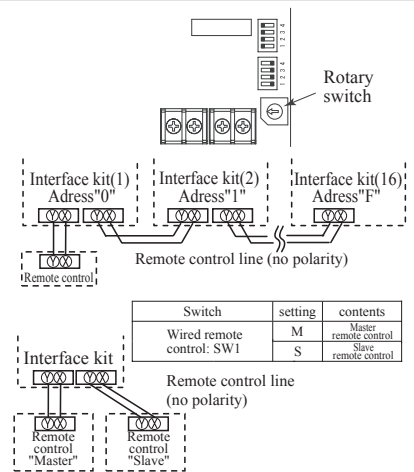 1 2 3 4
1 2 3 4
Rotary
switch
Interface kit(1)
Adress"0"
Interface kit(2)
Adress"1"
Interface kit(16)
Adress"F"
Remote control
Remote control line (no polarity)
Switch setting contents
Wired remote
control: SW1
M Master
remote control
S Slave
remote control
Interface kit
Remote control line
(no polarity)
Remote
control
"Master"
Remote
control
"Slave"